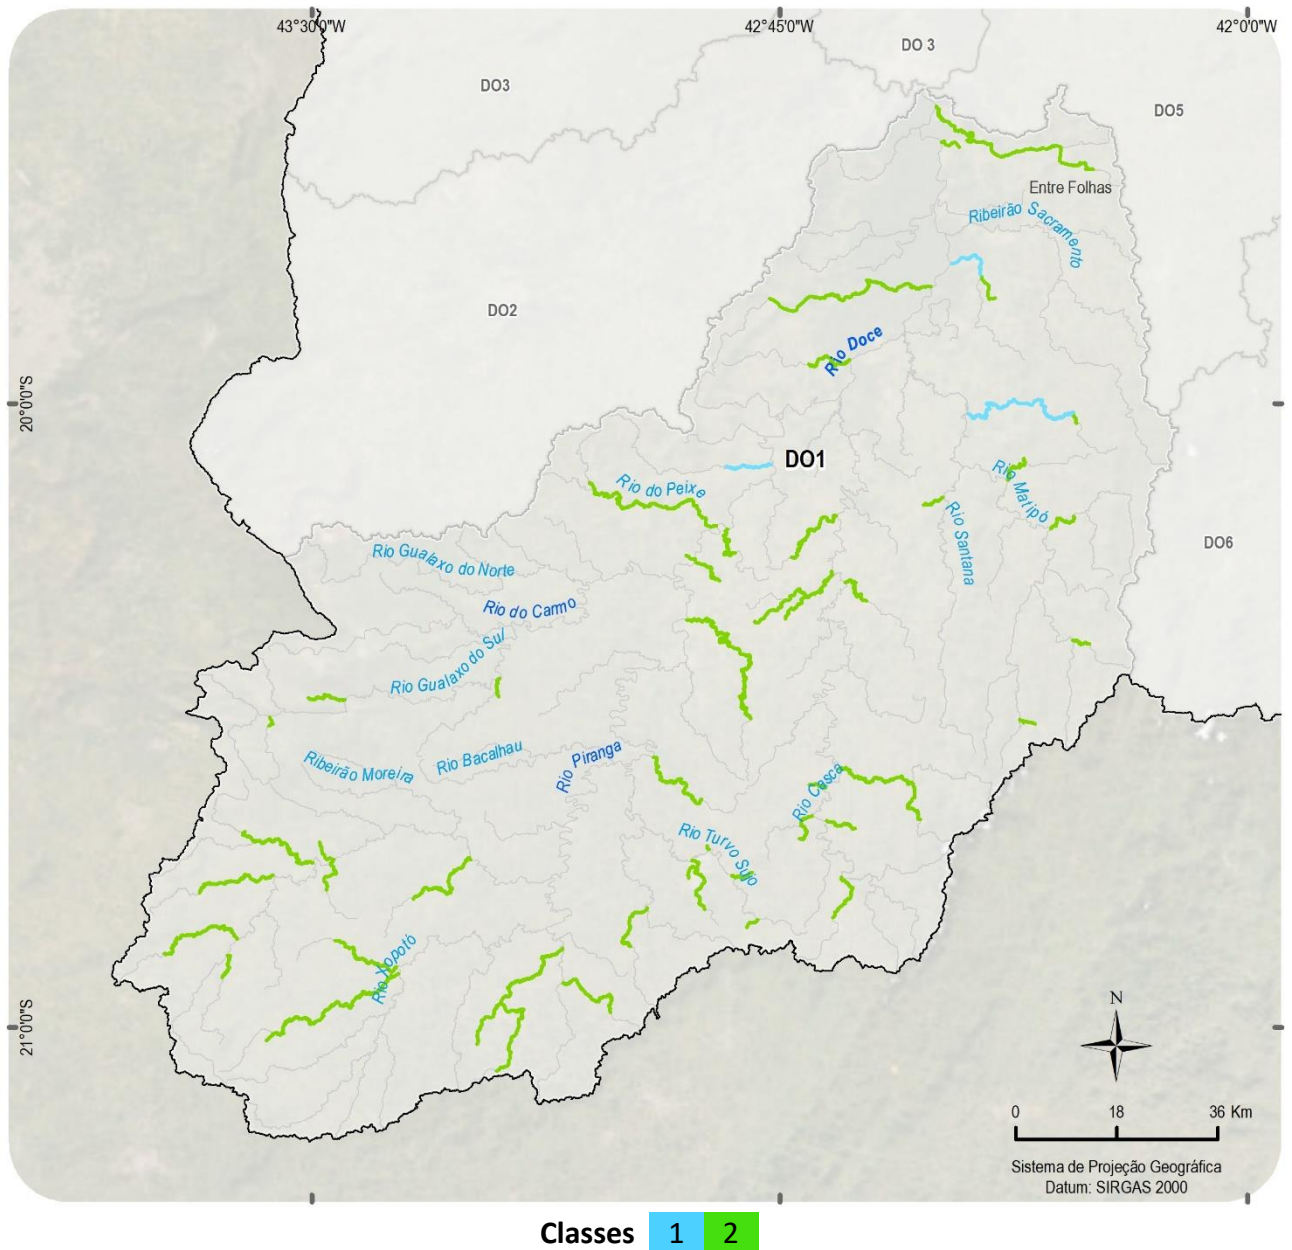 43°30'0"W
42°45'0"W
42°0'0"W
DO 3
DO3
DO5
Entre Folhas
Ribeirão Sacramento
DO2
Rio Doce
20°0'0"S
DO1
Rio do Peixe
Rio Matipó
Rio Santana
DO6
Rio Gualaxo do Norte
Rio do Carmo
Rio Gualaxo do Sul
Ribeirão Moreira
Rio Bacalhau
Rio Piranga
Rio Casca
Rio Turvo Sujo
Rio Xopotó
21°0'0"S
N
0 18 36 Km
Sistema de Projeção Geográfica
Datum: SIRGAS 2000
Classes 1 2